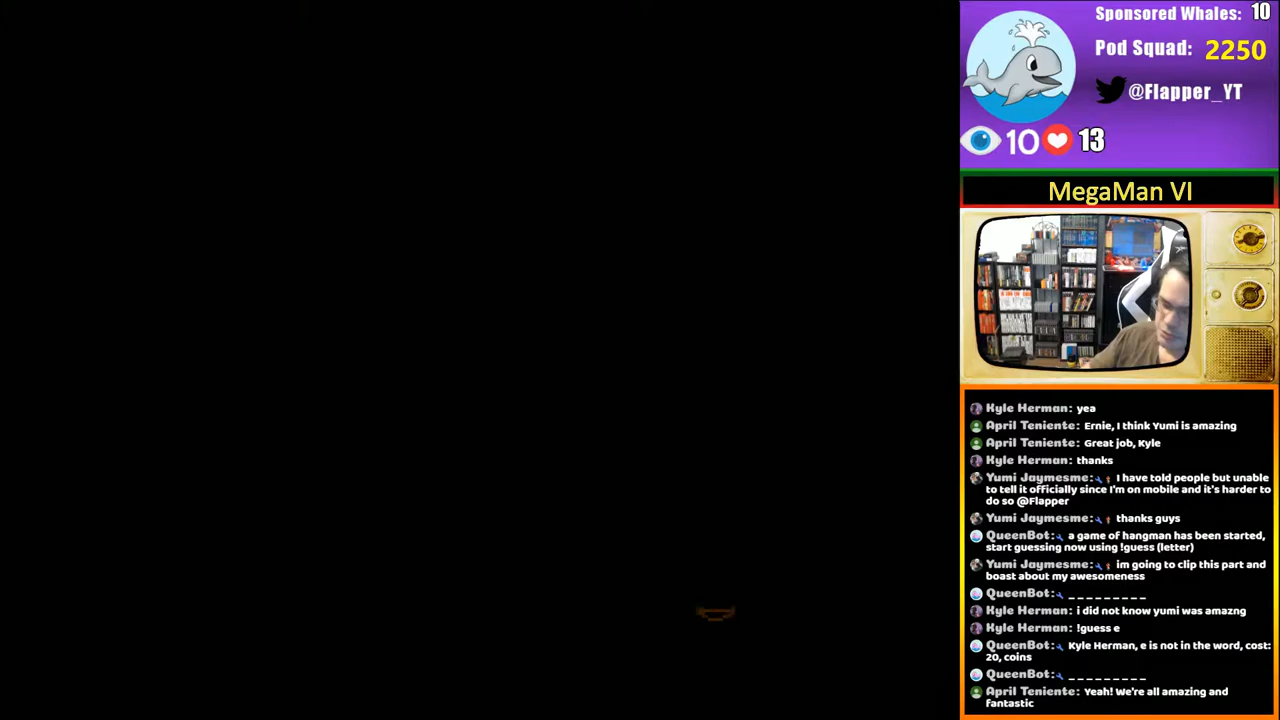 Sponsored Whales: 10
Pod Squad: 2250
@Flapper_YT
10 13
MegaMan VI
Kyle Herman: yea
April Teniente: Ernie, I think Yumi is amazing
April Teniente: Great job, Kyle
Kyle Herman: thanks
Yumi Jaymesme: I have told people but unable
to tell it officially since I'm on mobile and it's harder to
do so @Flapper
Yumi Jaymesme: thanks guys
QueenBot: a game of hangman has been started,
start guessing now using !guess (letter)
Yumi Jaymesme: im going to clip this part and
boast about my awesomeness
QueenBot: _ _ _ _ _ _ _ _ _
Kyle Herman: i did not know yumi was amazng
Kyle Herman: !guess e
QueenBot: Kyle Herman, e is not in the word, cost:
20, coins
QueenBot: _ _ _ _ _ _ _ _ _
April Teniente: Yeah! We're all amazing and
fantastic